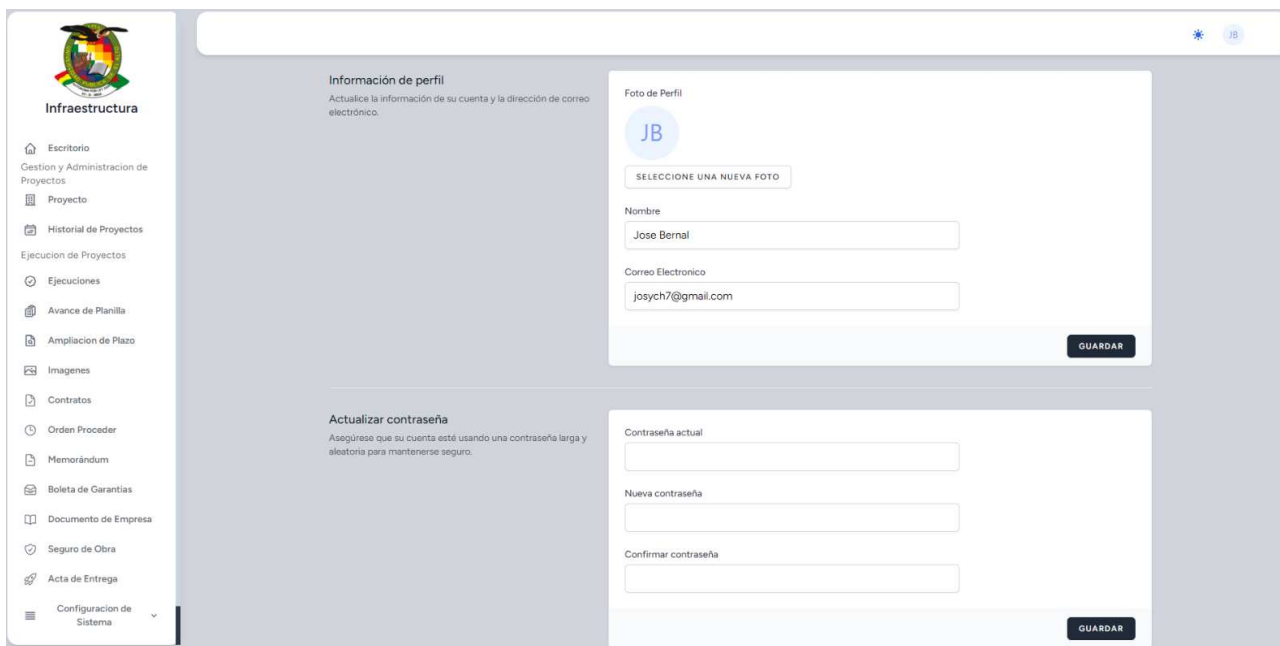 Infraestructura
Escritorio
Gestion y Administracion de
Proyectos
Proyecto
Historial de Proyectos
Ejecucion de Proyectos
Ejecuciones
Avance de Planilla
Ampliacion de Plazo
Imagenes
Contratos
Orden Proceder
Memorándum
Boleta de Garantias
Documento de Empresa
Seguro de Obra
Acta de Entrega
Configuracion de
Sistema
JB
Información de perfil
Actualice la información de su cuenta y la dirección de correo
electrónico.
Foto de Perfil
JB
SELECCIONE UNA NUEVA FOTO
Nombre
Jose Bernal
Correo Electronico
josych7@gmail.com
GUARDAR
Actualizar contraseña
Asegúrese que su cuenta esté usando una contraseña larga y
aleatoria para mantenerse seguro.
Contraseña actual
Nueva contraseña
Confirmar contraseña
GUARDAR